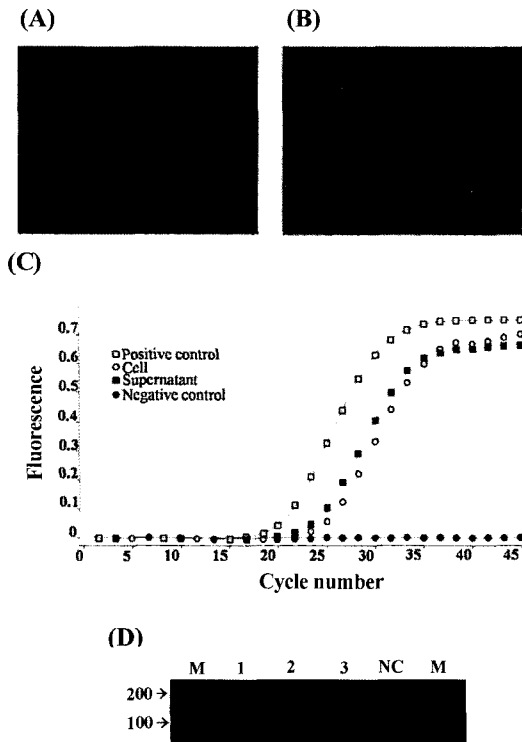 (A) (B)
(C)
Fluorescence
0.7
0.6
0.5
0.4
0.3
0.2
0.1
0
Positive control
Cell
Supernatant
Negative control
0 5 10 15 20 25 30 35 40 45
Cycle number
(D)
M 1 2 3 NC M
200 →
100 →